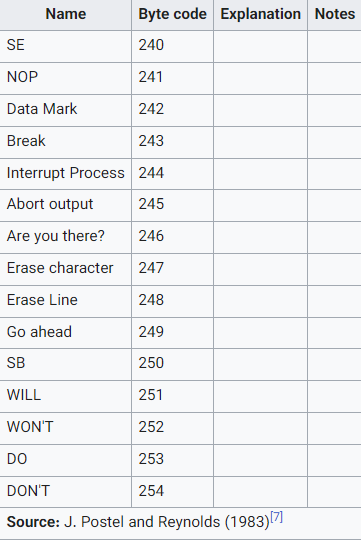 Name Byte code Explanation Notes
SE 240
NOP 241
Data Mark 242
Break 243
Interrupt Process 244
Abort output 245
Are you there? 246
Erase character 247
Erase Line 248
Go ahead 249
SB 250
WILL 251
WON'T 252
DO 253
DON'T 254
Source: J. Postel and Reynolds (1983)[7]